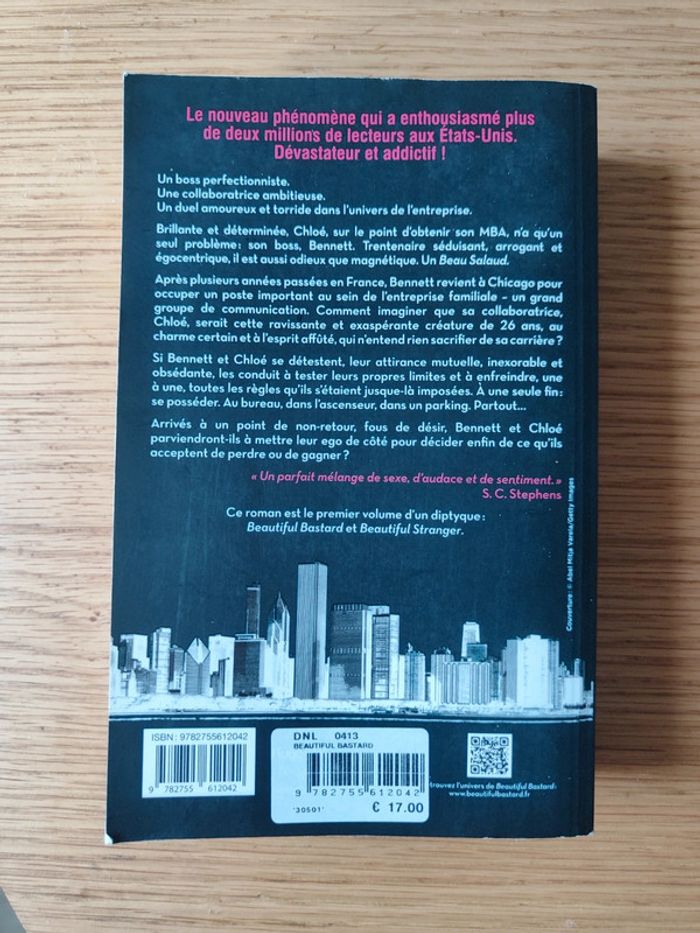 Le nouveau phénomène qui a enthousiasmé plus
de deux millions de lecteurs aux États-Unis.
Dévastateur et addictif !
Un boss perfectionniste.
Une collaboratrice ambitieuse.
Un duel amoureux et torride dans l'univers de l'entreprise.
Brillante et déterminée, Chloé, sur le point d'obtenir son MBA, n'a qu'un
seul problème : son boss, Bennett. Trentenaire séduisant, arrogant et
égocentrique, il est aussi odieux que magnétique. Un Beau Salaud.
Après plusieurs années passées en France, Bennett revient à Chicago pour
occuper un poste important au sein de l'entreprise familiale – un grand
groupe de communication. Comment imaginer que sa collaboratrice,
Chloé, serait cette ravissante et exaspérante créature de 26 ans, au
charme certain et à l'esprit affûté, qui n'entend rien sacrifier de sa carrière ?
Si Bennett et Chloé se détestent, leur attirance mutuelle, inexorable et
obsédante, les conduit à tester leurs propres limites et à enfreindre, une
à une, toutes les règles qu'ils s'étaient jusque-là imposées. À une seule fin :
se posséder. Au bureau, dans l'ascenseur, dans un parking. Partout...
Arrivés à un point de non-retour, fous de désir, Bennett et Chloé
parviendront-ils à mettre leur ego de côté pour décider enfin de ce qu'ils
acceptent de perdre ou de gagner ?
« Un parfait mélange de sexe, d'audace et de sentiment. »
S. C. Stephens
Ce roman est le premier volume d'un diptyque :
Beautiful Bastard et Beautiful Stranger.
Couverture : © Abel Mitja Varela/Getty Images
ISBN : 9782755612042
9 782755 612042
DNL 0413
BEAUTIFUL BASTARD
9 782755 612042
'30501'
€ 17.00
l'univers de Beautiful Bastard :
www.beautifulbastard.fr